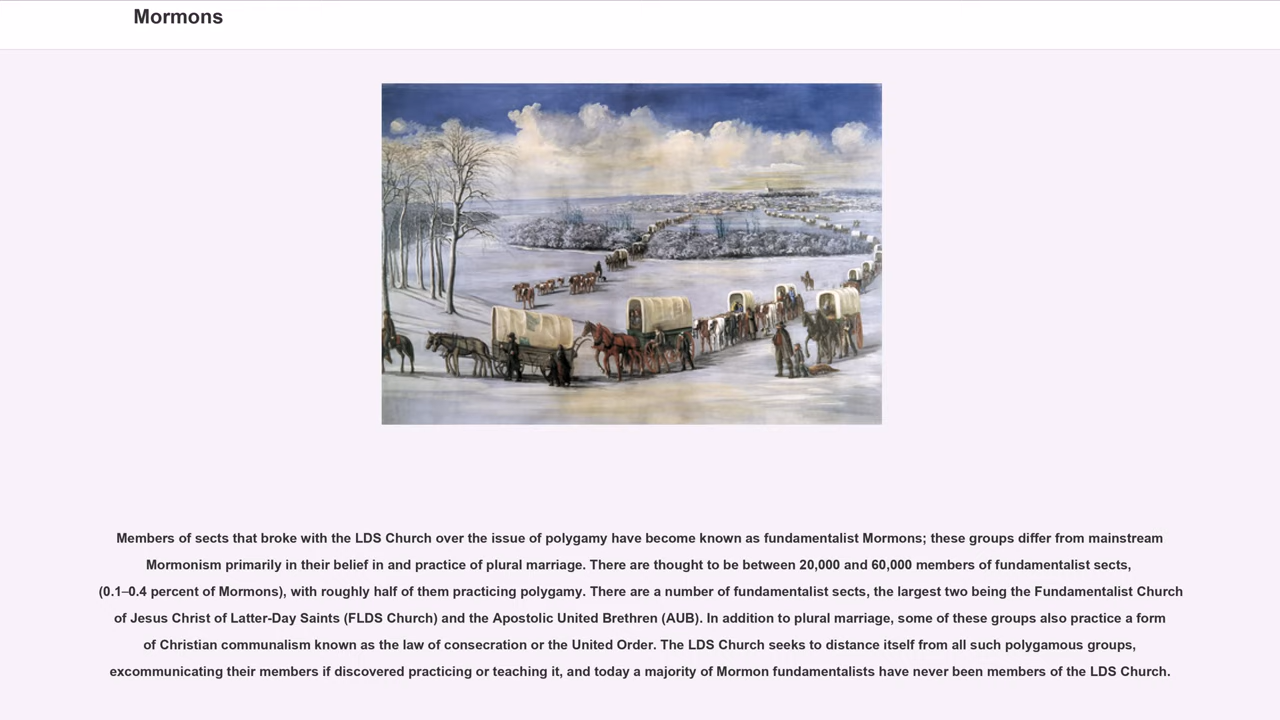 Mormons
Members of sects that broke with the LDS Church over the issue of polygamy have become known as fundamentalist Mormons; these groups differ from mainstream
Mormonism primarily in their belief in and practice of plural marriage. There are thought to be between 20,000 and 60,000 members of fundamentalist sects,
(0.1–0.4 percent of Mormons), with roughly half of them practicing polygamy. There are a number of fundamentalist sects, the largest two being the Fundamentalist Church
of Jesus Christ of Latter-Day Saints (FLDS Church) and the Apostolic United Brethren (AUB). In addition to plural marriage, some of these groups also practice a form
of Christian communalism known as the law of consecration or the United Order. The LDS Church seeks to distance itself from all such polygamous groups,
excommunicating their members if discovered practicing or teaching it, and today a majority of Mormon fundamentalists have never been members of the LDS Church.